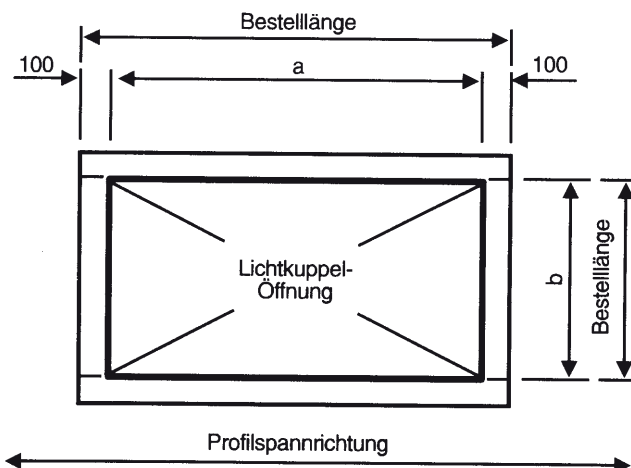 Bestelllänge
100
a
100
Lichtkuppel-
Öffnung
b
Bestelllänge
Profilspannrichtung